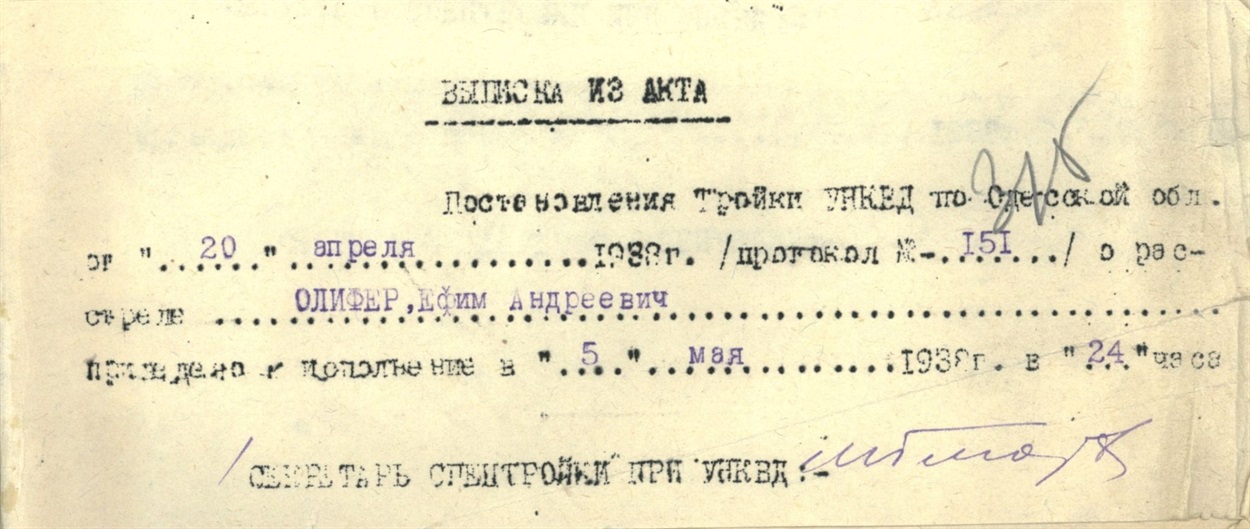 ВЫПИСКА ИЗ АКТА
Постановления Тройки УНКВД по Одесской обл.
от "..20..." ..апреля.................1938г. /протокол №-..151..../ о рас-
стреле ......ОЛИФЕР,Ефим Андреевич..............................
приведено в исполнение в "..5.."...мая............1938г. в "24"часа
СЕКРЕТАРЬ СПЕЦТРОЙКИ ПРИ УНКВД :-